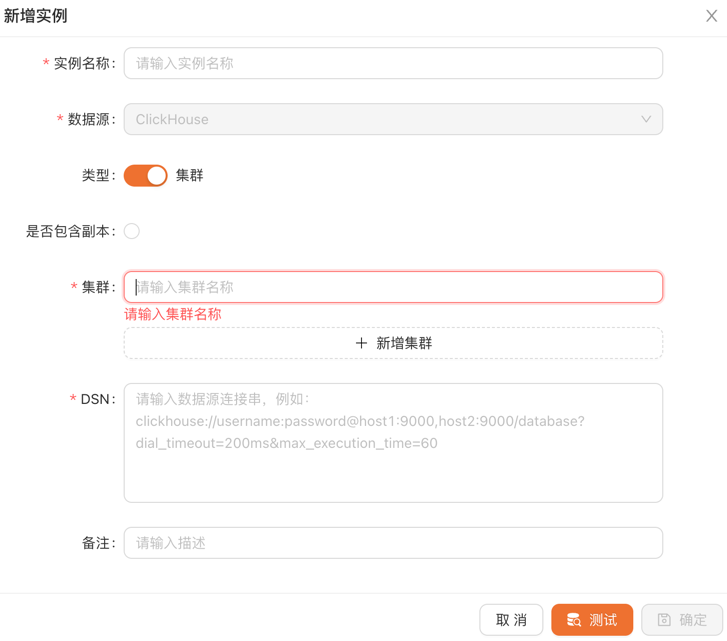 新增实例
* 实例名称: 请输入实例名称
* 数据源: ClickHouse
类型: 集群
是否包含副本:
* 集群: 请输入集群名称
请输入集群名称
+ 新增集群
* DSN: 请输入数据源连接串，例如:
clickhouse://username:password@host1:9000,host2:9000/database?
dial_timeout=200ms&max_execution_time=60
备注: 请输入描述
取 消 测试 确定